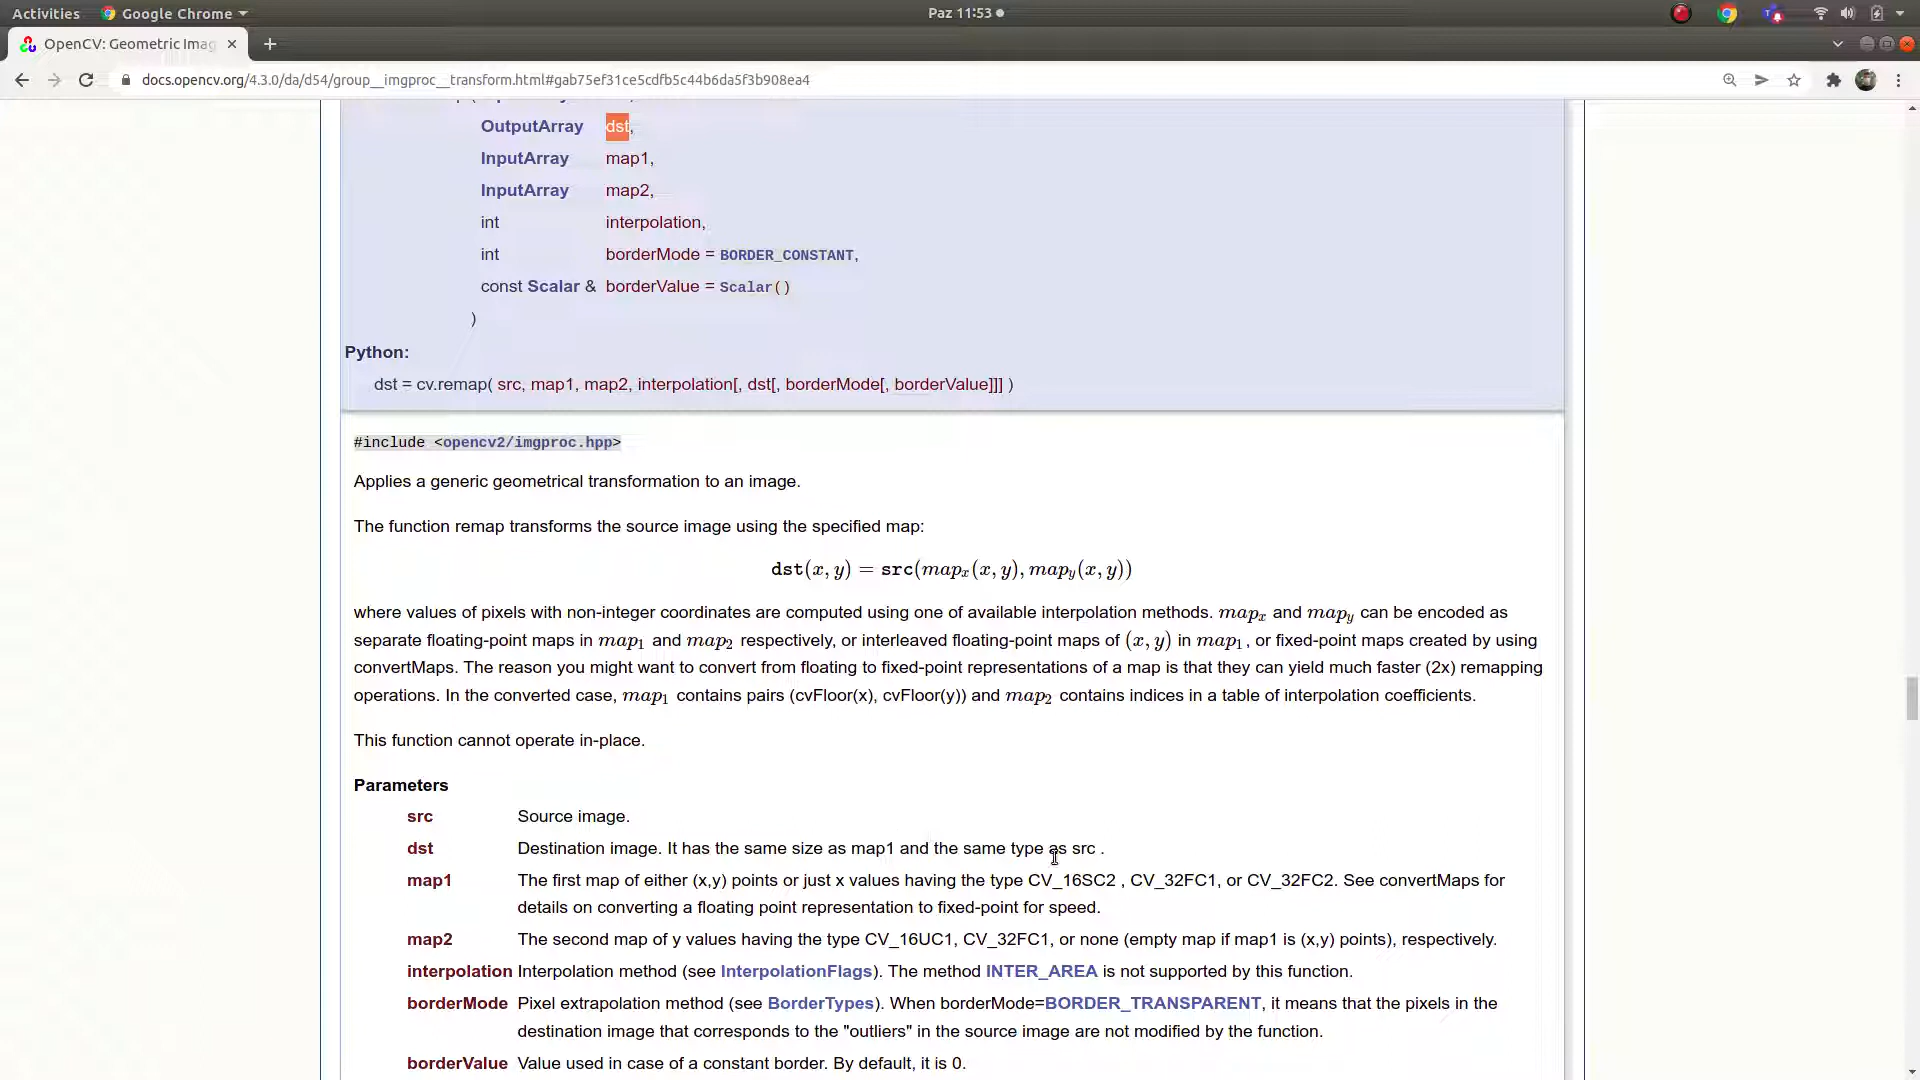 Activities Google Chrome Paz 11:53
OpenCV: Geometric Imag
docs.opencv.org/4.3.0/da/d54/group__imgproc__transform.html#gab75ef31ce5cdfb5c44b6da5f3b908ea4
OutputArray dst,
InputArray map1,
InputArray map2,
int interpolation,
int borderMode = BORDER_CONSTANT,
const Scalar & borderValue = Scalar()
)
Python:
dst = cv.remap( src, map1, map2, interpolation[, dst[, borderMode[, borderValue]]] )
#include <opencv2/imgproc.hpp>
Applies a generic geometrical transformation to an image.
The function remap transforms the source image using the specified map:
dst(x, y) = src(mapₓ(x, y), mapᵧ(x, y))
where values of pixels with non-integer coordinates are computed using one of available interpolation methods. mapₓ and mapᵧ can be encoded as
separate floating-point maps in map₁ and map₂ respectively, or interleaved floating-point maps of (x, y) in map₁, or fixed-point maps created by using
convertMaps. The reason you might want to convert from floating to fixed-point representations of a map is that they can yield much faster (2x) remapping
operations. In the converted case, map₁ contains pairs (cvFloor(x), cvFloor(y)) and map₂ contains indices in a table of interpolation coefficients.
This function cannot operate in-place.
Parameters
src Source image.
dst Destination image. It has the same size as map1 and the same type as src .
map1 The first map of either (x,y) points or just x values having the type CV_16SC2 , CV_32FC1, or CV_32FC2. See convertMaps for
details on converting a floating point representation to fixed-point for speed.
map2 The second map of y values having the type CV_16UC1, CV_32FC1, or none (empty map if map1 is (x,y) points), respectively.
interpolation Interpolation method (see InterpolationFlags). The method INTER_AREA is not supported by this function.
borderMode Pixel extrapolation method (see BorderTypes). When borderMode=BORDER_TRANSPARENT, it means that the pixels in the
destination image that corresponds to the "outliers" in the source image are not modified by the function.
borderValue Value used in case of a constant border. By default, it is 0.